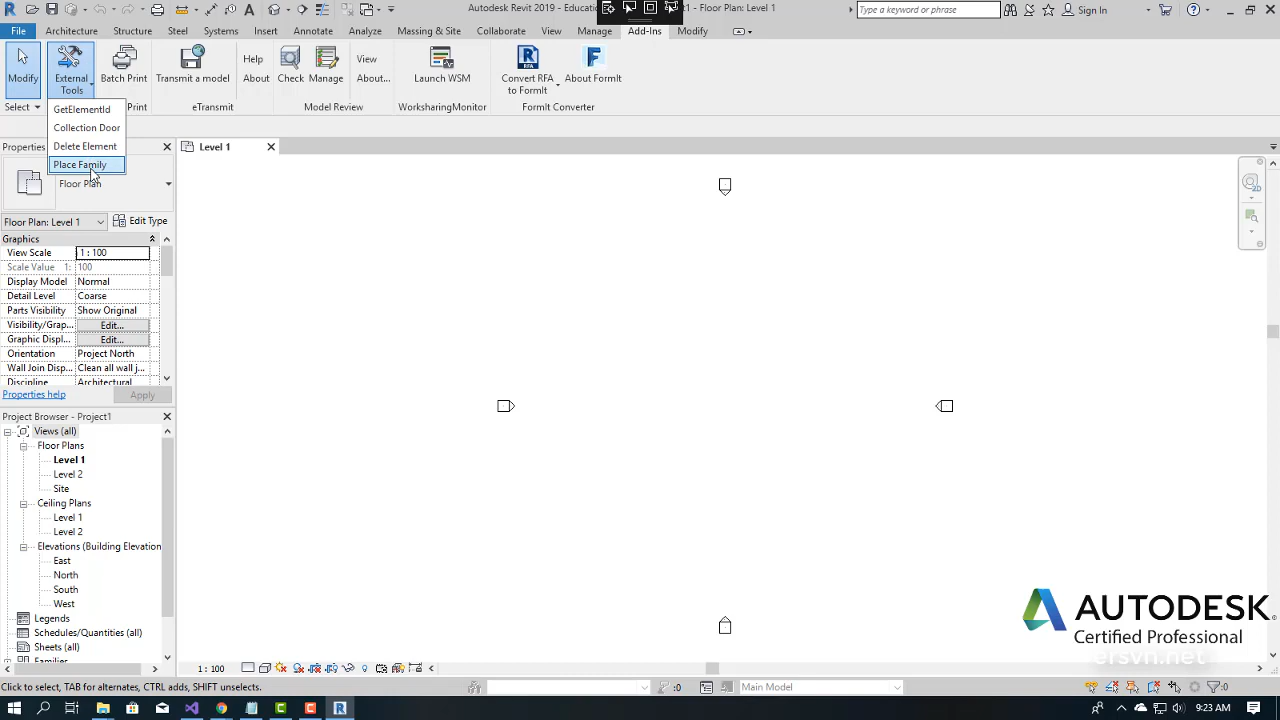 Autodesk Revit 2019 - Educatio
1 - Floor Plan: Level 1
Type a keyword or phrase
Sign In
File
Architecture
Structure
Steel
Systems
Insert
Annotate
Analyze
Massing & Site
Collaborate
View
Manage
Add-Ins
Modify
Modify
External Tools
Batch Print
Transmit a model
Help
About
Check
Manage
View
About...
Launch WSM
Convert RFA to FormIt
About FormIt
Select
Print
eTransmit
Model Review
WorksharingMonitor
FormIt Converter
GetElementId
Collection Door
Delete Element
Place Family
Properties
Floor Plan
Level 1
Floor Plan: Level 1
Edit Type
Graphics
View Scale 1 : 100
Scale Value 1: 100
Display Model Normal
Detail Level Coarse
Parts Visibility Show Original
Visibility/Grap... Edit...
Graphic Displ... Edit...
Orientation Project North
Wall Join Disp... Clean all wall j...
Discipline Architectural
Properties help
Apply
Project Browser - Project1
Views (all)
Floor Plans
Level 1
Level 2
Site
Ceiling Plans
Level 1
Level 2
Elevations (Building Elevation
East
North
South
West
Legends
Schedules/Quantities (all)
Sheets (all)
Families
AUTODESK
Certified Professional
ersvn.net
1 : 100
Click to select, TAB for alternates, CTRL adds, SHIFT unselects.
:0
Main Model
:0
9:23 AM